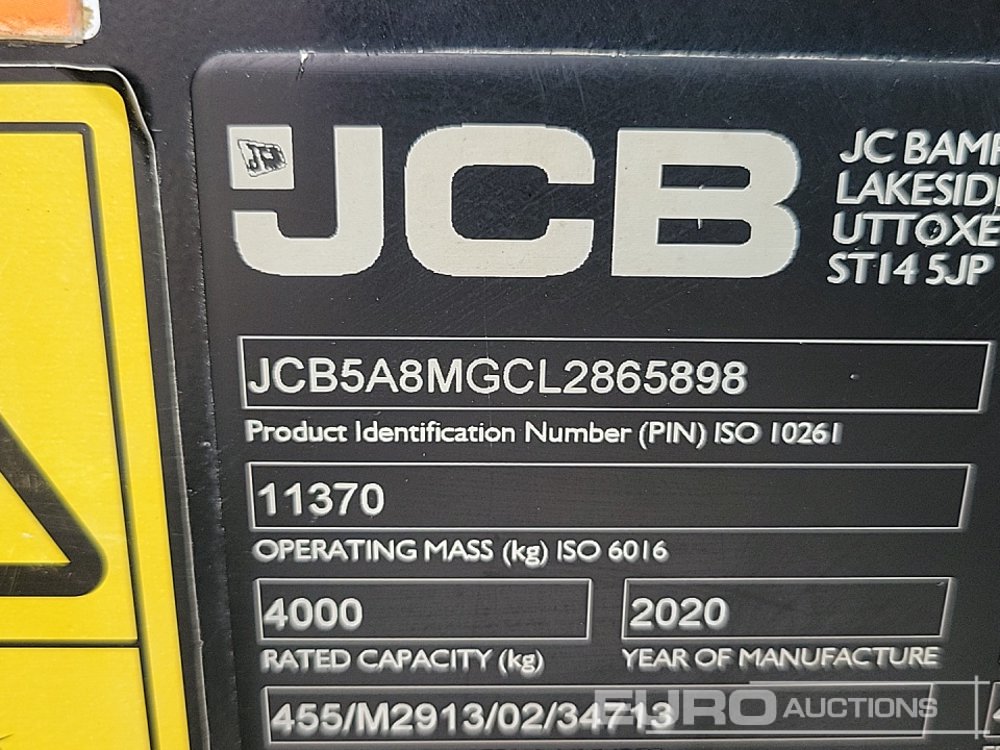 JCB
JCB
JC BAMF
LAKESIDE
UTTOXE
ST14 5JP
JCB5A8MGCL2865898
Product Identification Number (PIN) ISO 10261
11370
OPERATING MASS (kg) ISO 6016
4000
2020
RATED CAPACITY (kg)
YEAR OF MANUFACTURE
455/M2913/02/34713
EURO AUCTIONS